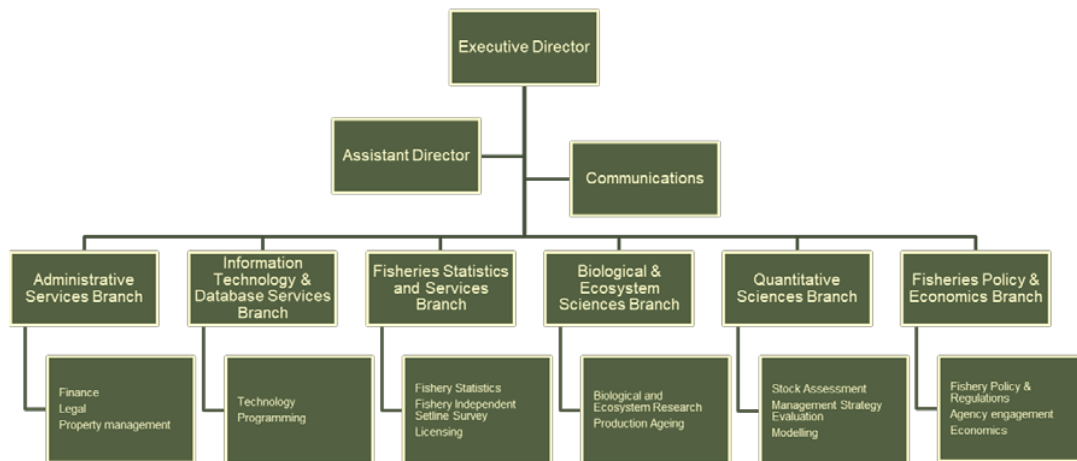 Executive Director
Assistant Director
Communications
Administrative
Services Branch
Information
Technology &
Database Services
Branch
Fisheries Statistics
and Services
Branch
Biological &
Ecosystem
Sciences Branch
Quantitative
Sciences Branch
Fisheries Policy &
Economics Branch
Finance
Legal
Property management
Technology
Programming
Fishery Statistics
Fishery Independent
Setline Survey
Licensing
Biological and
Ecosystem Research
Production Ageing
Stock Assessment
Management Strategy
Evaluation
Modelling
Fishery Policy &
Regulations
Agency engagement
Economics